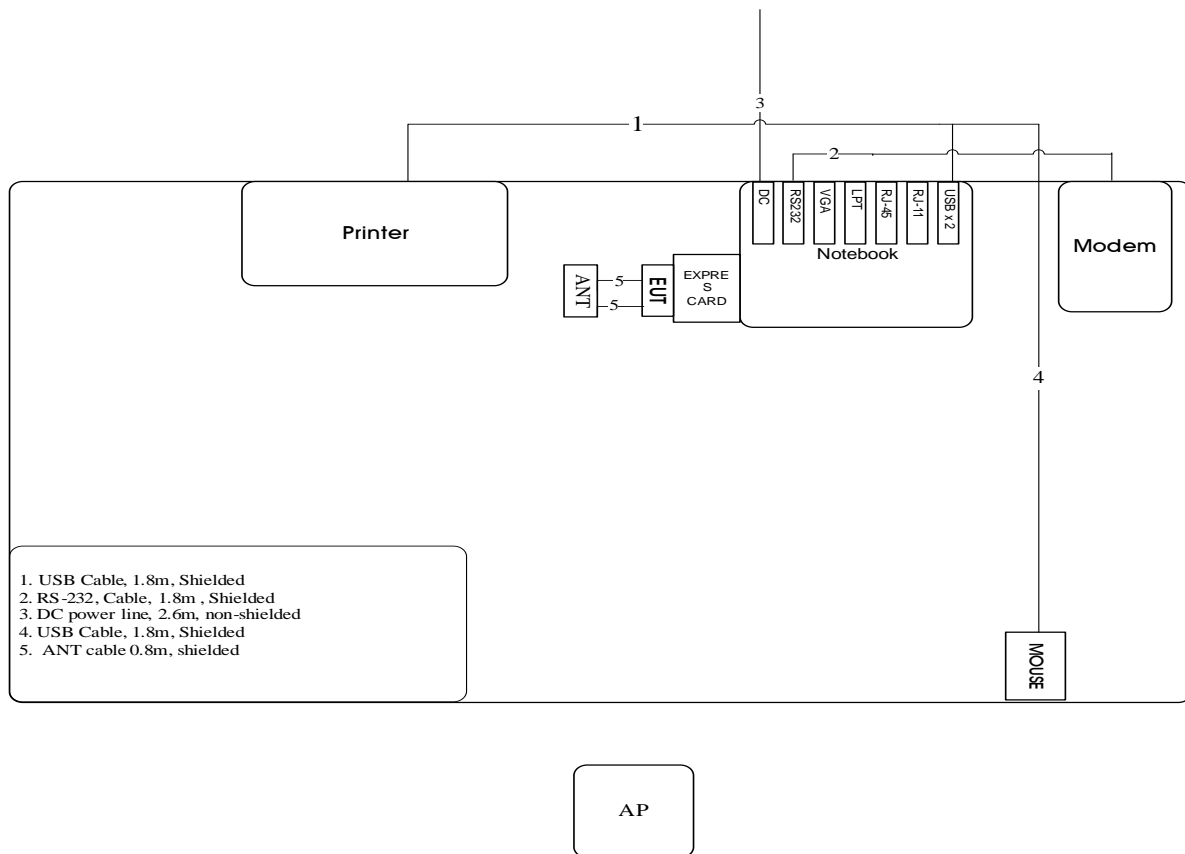 3
1
2
DC
RS232
VGA
LPT
RJ-45
RJ-11
USB x 2
Printer
Notebook
Modem
ANT
5
5
EUT
EXPRE
S
CARD
4
1. USB Cable, 1.8m, Shielded
2. RS-232, Cable, 1.8m , Shielded
3. DC power line, 2.6m, non-shielded
4. USB Cable, 1.8m, Shielded
5. ANT cable 0.8m, shielded
MOUSE
AP